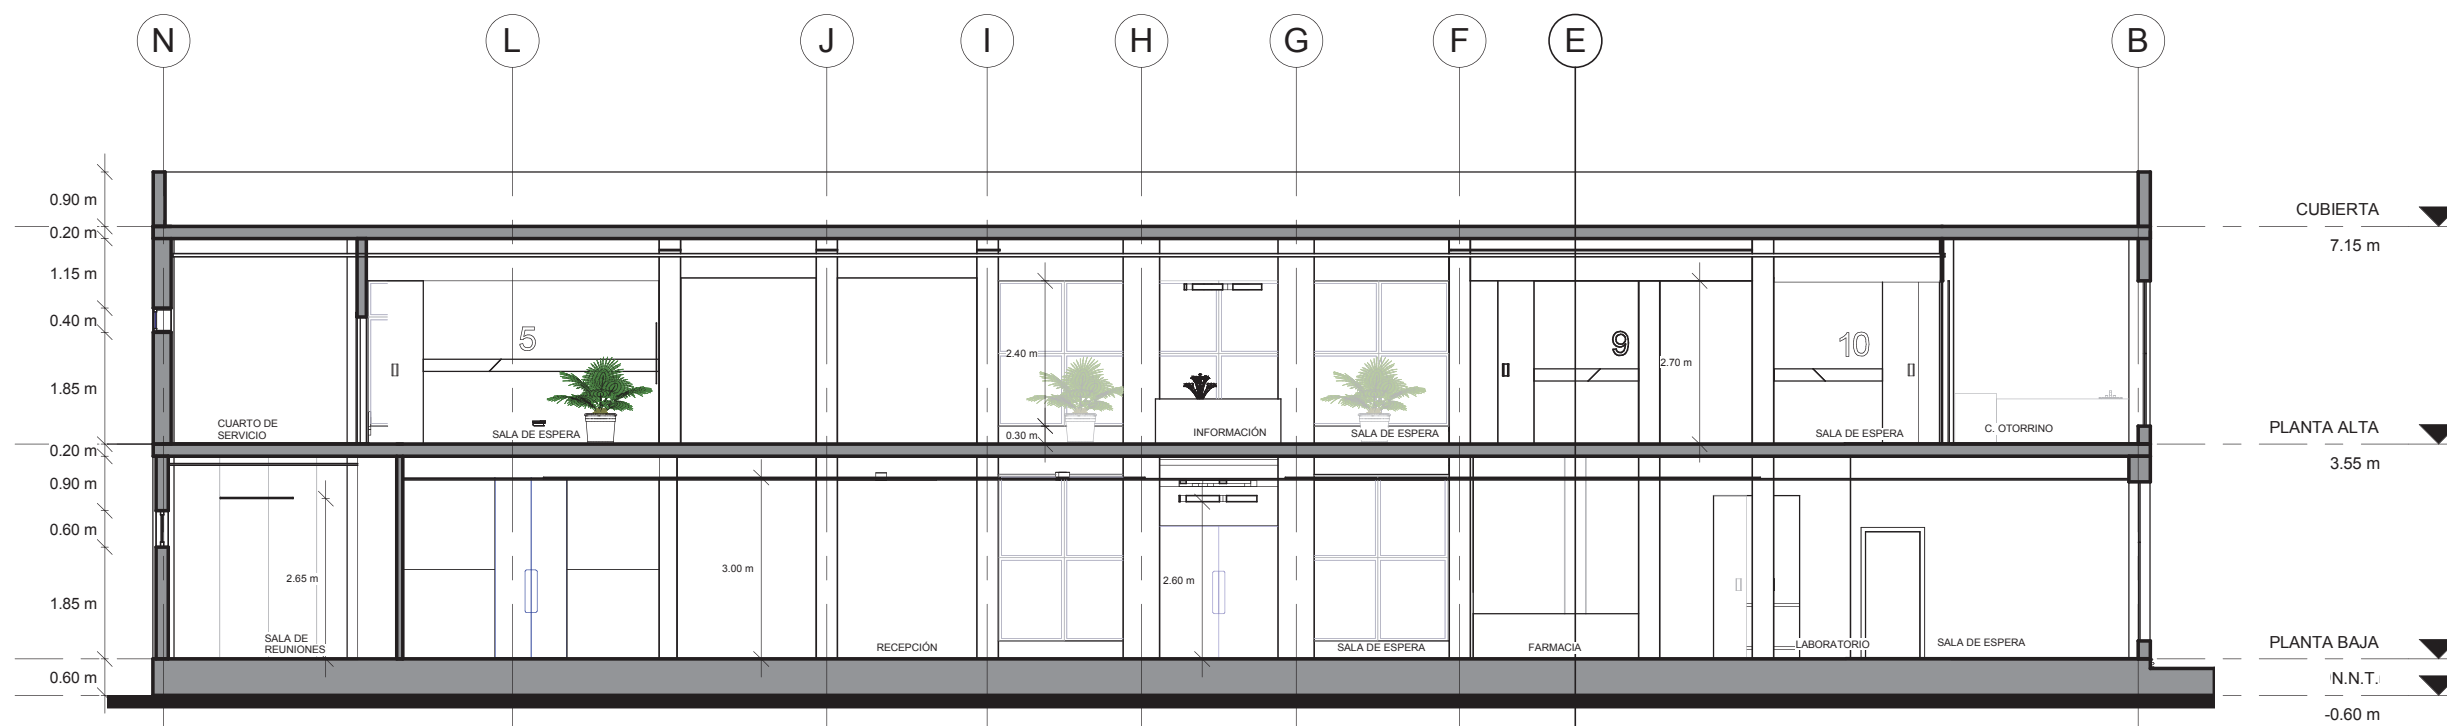 N
L
J
I
H
G
F
E
B
0.90 m
0.20 m
1.15 m
0.40 m
1.85 m
0.20 m
0.90 m
0.60 m
1.85 m
0.60 m
CUBIERTA
7.15 m
PLANTA ALTA
3.55 m
PLANTA BAJA
N.N.T.
-0.60 m
5
9
10
2.40 m
2.70 m
0.30 m
CUARTO DE
SERVICIO
SALA DE ESPERA
INFORMACIÓN
SALA DE ESPERA
SALA DE ESPERA
C. OTORRINO
2.65 m
3.00 m
2.60 m
SALA DE
REUNIONES
RECEPCIÓN
SALA DE ESPERA
FARMACIA
LABORATORIO
SALA DE ESPERA